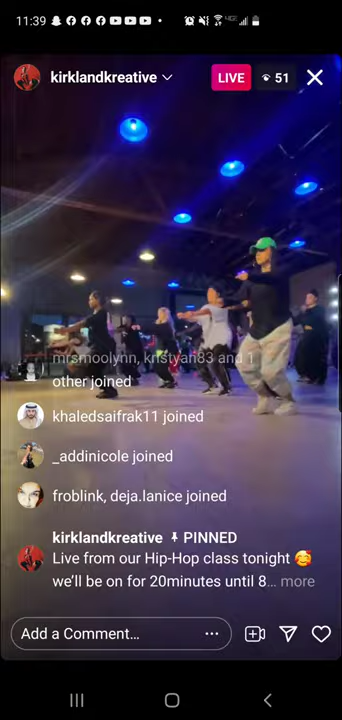 11:39
kirklandkreative
LIVE
51
mrsmoolynn, kristyan83 and 1
other joined
khaledsaifrak11 joined
_addinicole joined
froblink, deja.lanice joined
kirklandkreative PINNED
Live from our Hip-Hop class tonight 🥰
we'll be on for 20minutes until 8... more
Add a Comment...